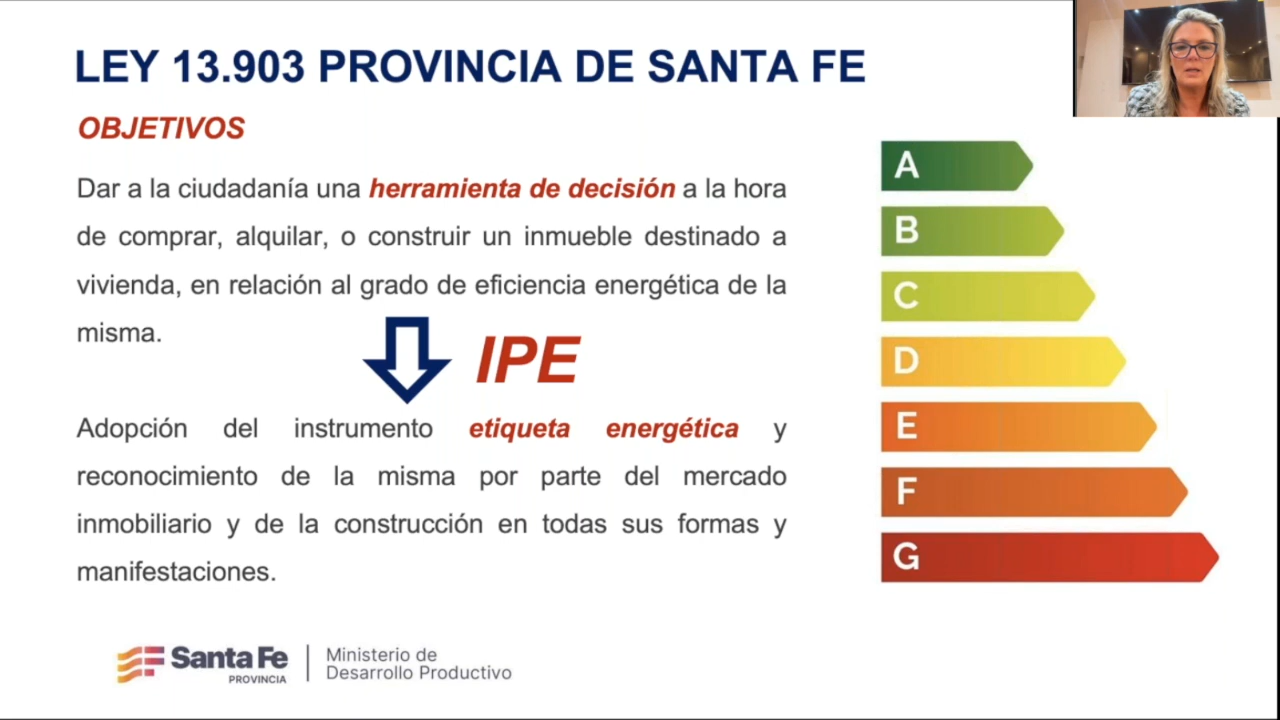 LEY 13.903 PROVINCIA DE SANTA FE
OBJETIVOS
Dar a la ciudadanía una herramienta de decisión a la hora
de comprar, alquilar, o construir un inmueble destinado a
vivienda, en relación al grado de eficiencia energética de la
misma.
IPE
Adopción del instrumento etiqueta energética y
reconocimiento de la misma por parte del mercado
inmobiliario y de la construcción en todas sus formas y
manifestaciones.
A
B
C
D
E
F
G
Santa Fe
PROVINCIA
Ministerio de
Desarrollo Productivo